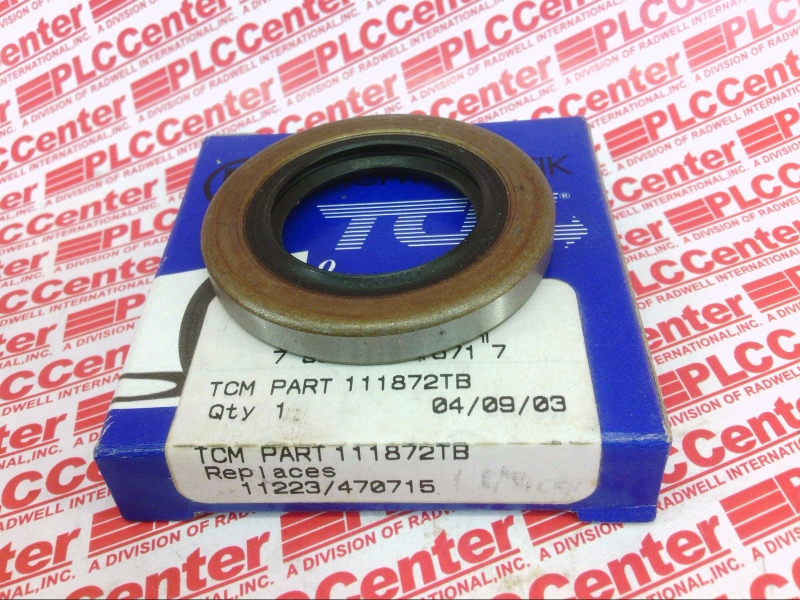 PLCCenter
A DIVISION OF RADWELL INTERNATIONAL, INC.
TC
®
TCM PART 111872TB
Qty 1
04/09/03
TCM PART 111872TB
Replaces
11223/470715